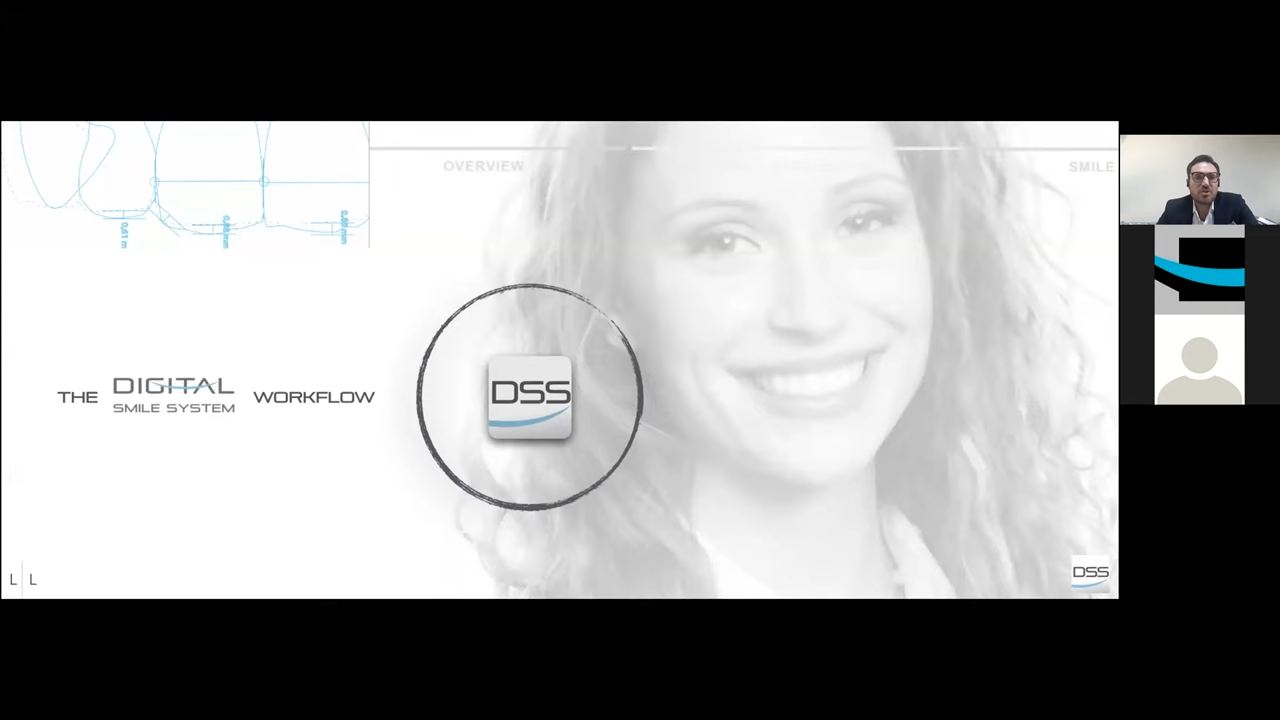 OVERVIEW
SMILE
THE DIGITAL SMILE SYSTEM WORKFLOW
DSS
L L
DSS